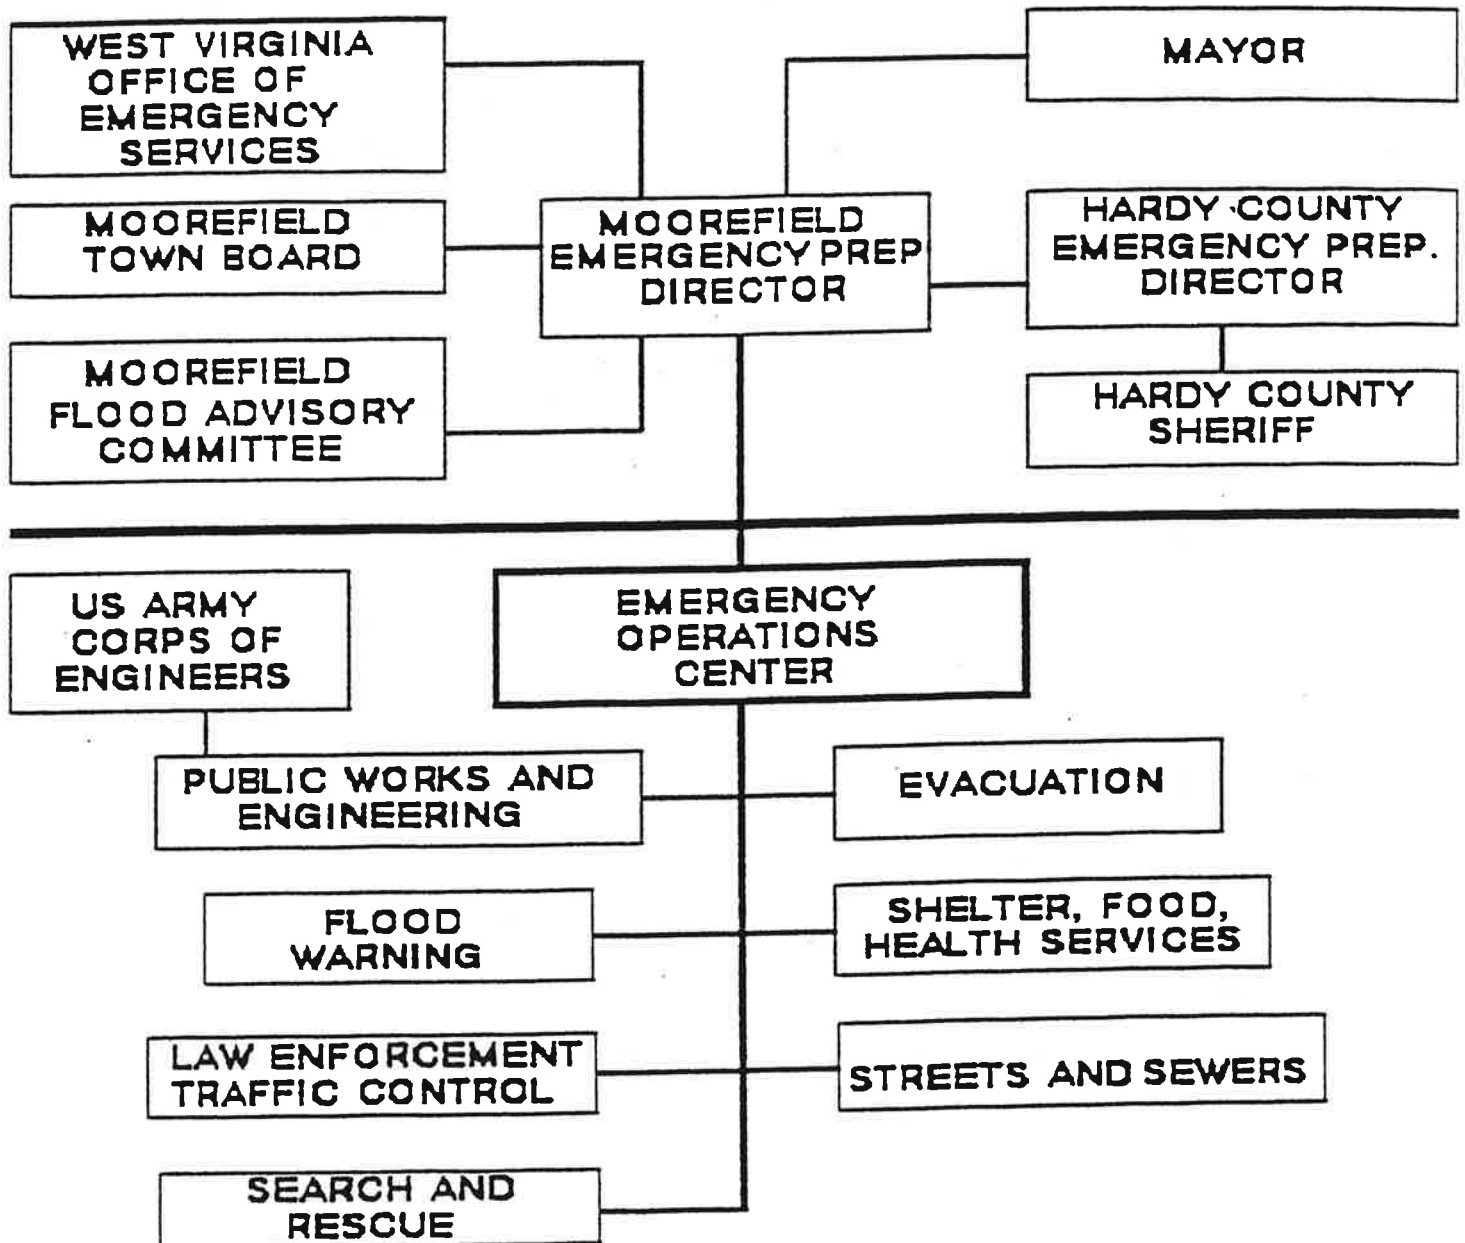 WEST VIRGINIA
OFFICE OF
EMERGENCY
SERVICES
MAYOR
MOOREFIELD
TOWN BOARD
MOOREFIELD
EMERGENCY PREP
DIRECTOR
HARDY COUNTY
EMERGENCY PREP.
DIRECTOR
MOOREFIELD
FLOOD ADVISORY
COMMITTEE
HARDY COUNTY
SHERIFF
US ARMY
CORPS OF
ENGINEERS
EMERGENCY
OPERATIONS
CENTER
PUBLIC WORKS AND
ENGINEERING
EVACUATION
FLOOD
WARNING
SHELTER, FOOD,
HEALTH SERVICES
LAW ENFORCEMENT
TRAFFIC CONTROL
STREETS AND SEWERS
SEARCH AND
RESCUE